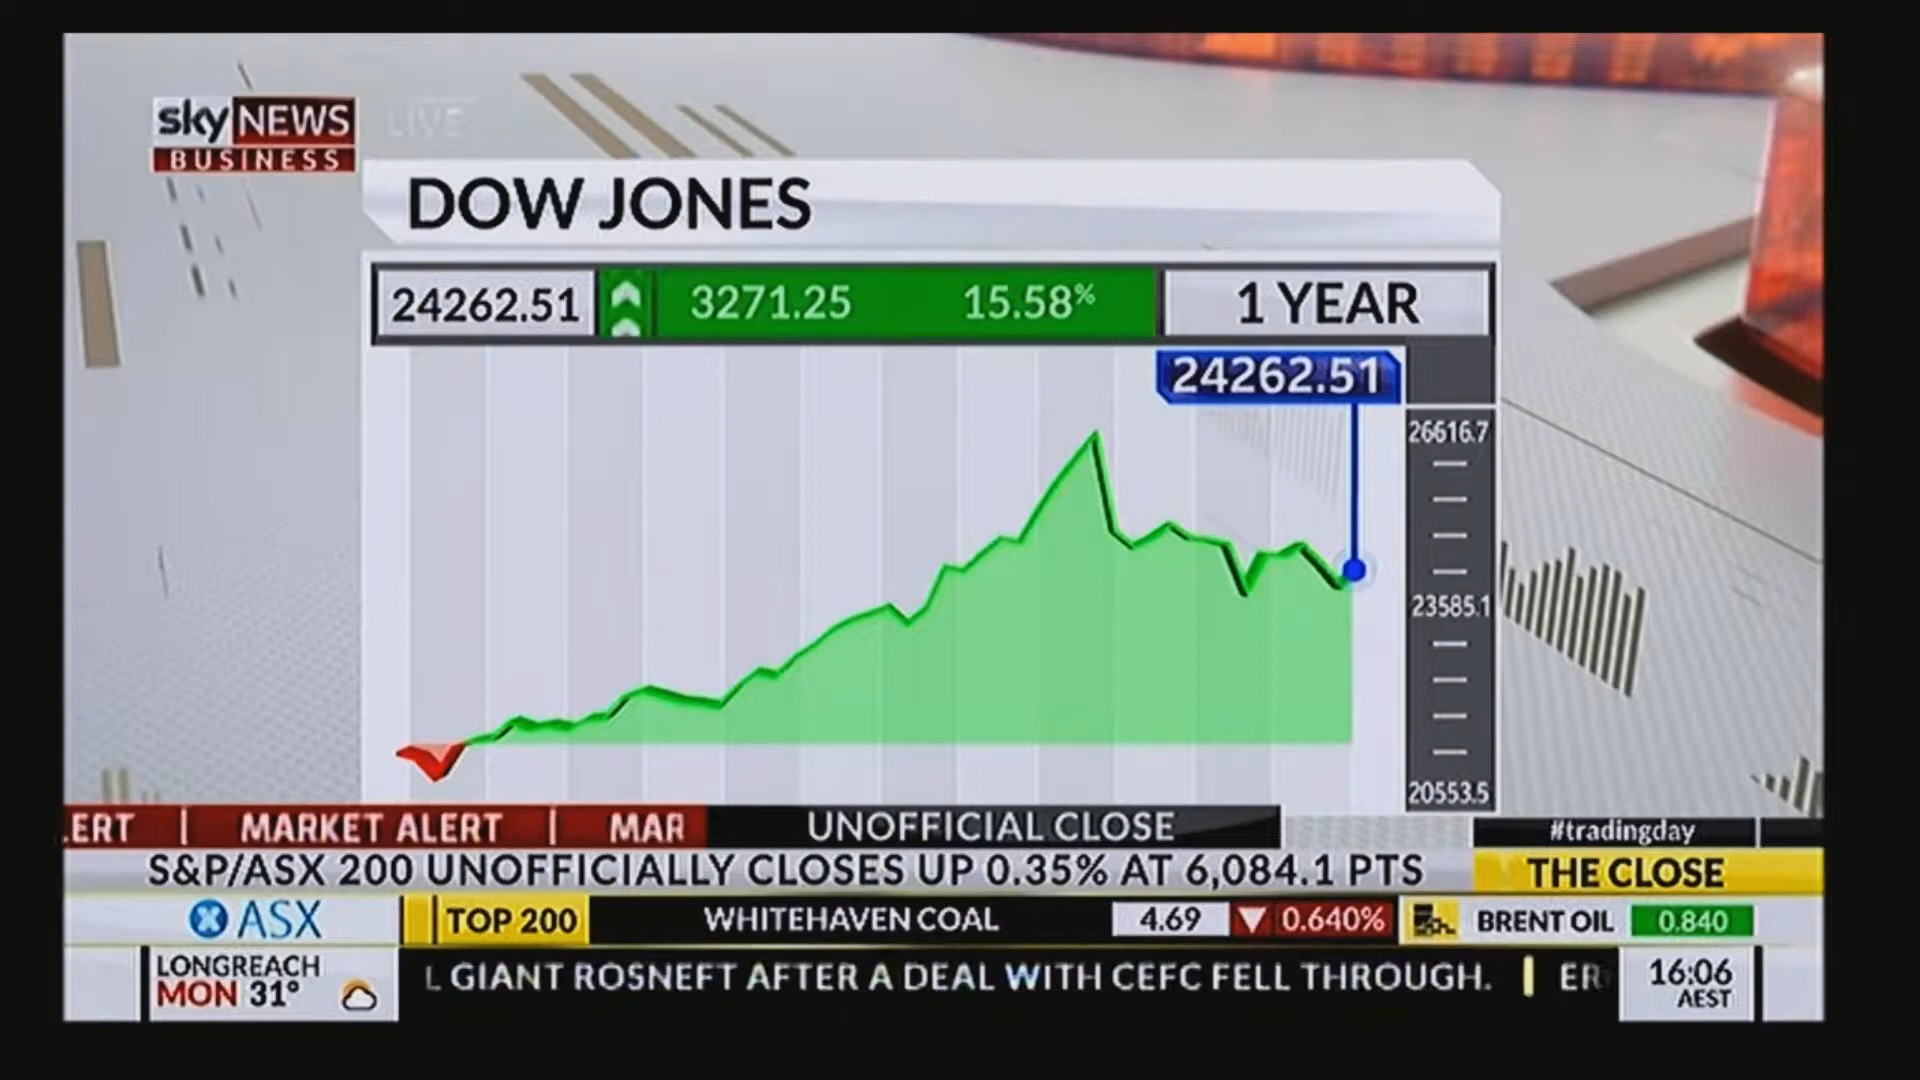 sky NEWS LIVE
BUSINESS
DOW JONES
24262.51 3271.25 15.58% 1 YEAR
24262.51
26616.7
23585.1
20553.5
.ERT | MARKET ALERT | MAR UNOFFICIAL CLOSE #tradingday
S&P/ASX 200 UNOFFICIALLY CLOSES UP 0.35% AT 6,084.1 PTS THE CLOSE
ASX TOP 200 WHITEHAVEN COAL 4.69 0.640% BRENT OIL 0.840
LONGREACH
MON 31°
L GIANT ROSNEFT AFTER A DEAL WITH CEFC FELL THROUGH. | ER
16:06
AEST